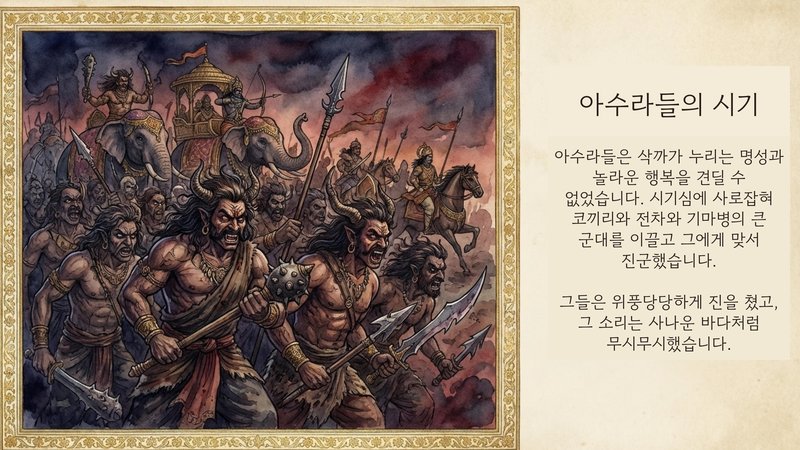 아수라들의 시기
아수라들은 삭까가 누리는 명성과
놀라운 행복을 견딜 수
없었습니다. 시기심에 사로잡혀
코끼리와 전차와 기마병의 큰
군대를 이끌고 그에게 맞서
진군했습니다.
그들은 위풍당당하게 진을 쳤고,
그 소리는 사나운 바다처럼
무시무시했습니다.